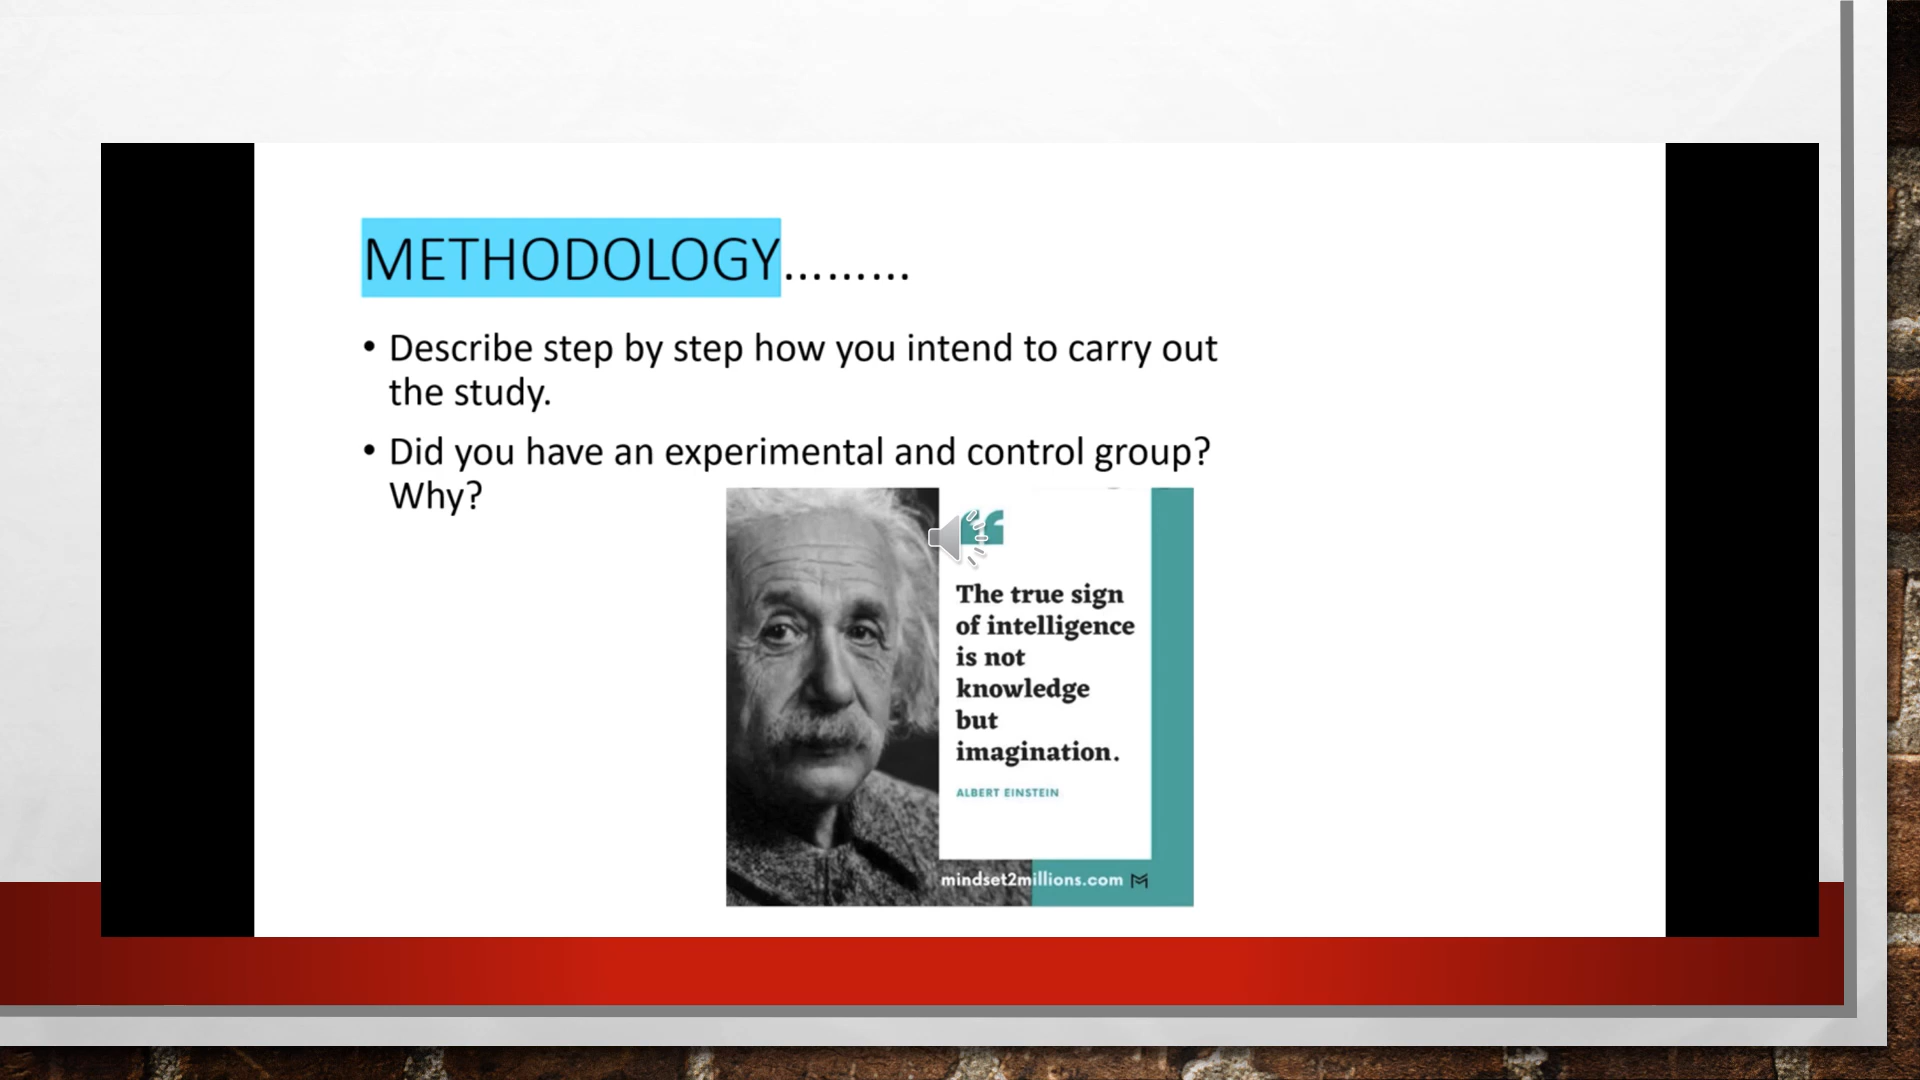 METHODOLOGY.........
• Describe step by step how you intend to carry out
the study.
• Did you have an experimental and control group?
Why?
“
The true sign
of intelligence
is not
knowledge
but
imagination.
ALBERT EINSTEIN
mindset2millions.com